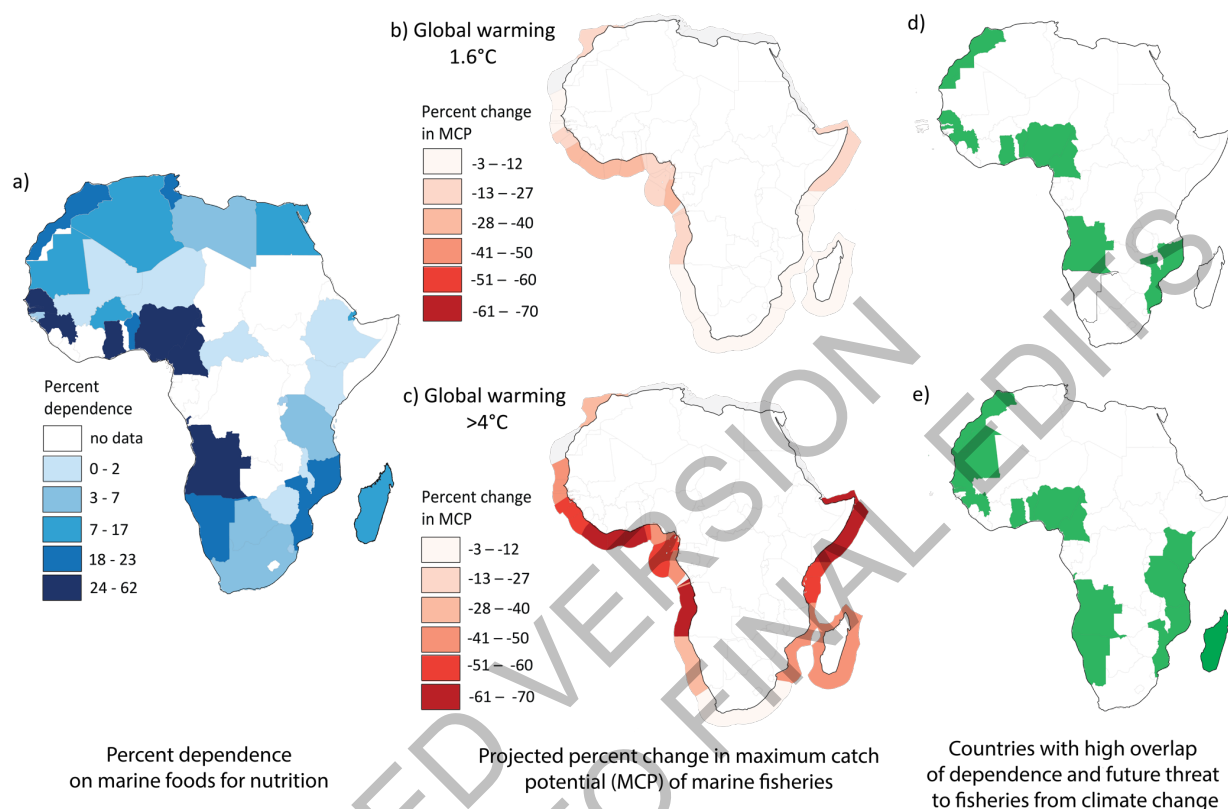 a)
Percent
dependence
no data
0 - 2
3 - 7
7 - 17
18 - 23
24 - 62
Percent dependence
on marine foods for nutrition
b) Global warming
1.6°C
Percent change
in MCP
-3 – -12
-13 – -27
-28 – -40
-41 – -50
-51 – -60
-61 – -70
c) Global warming
>4°C
Percent change
in MCP
-3 – -12
-13 – -27
-28 – -40
-41 – -50
-51 – -60
-61 – -70
Projected percent change in maximum catch
potential (MCP) of marine fisheries
d)
e)
Countries with high overlap
of dependence and future threat
to fisheries from climate change
ED VERSION
TO FINAL EDITS